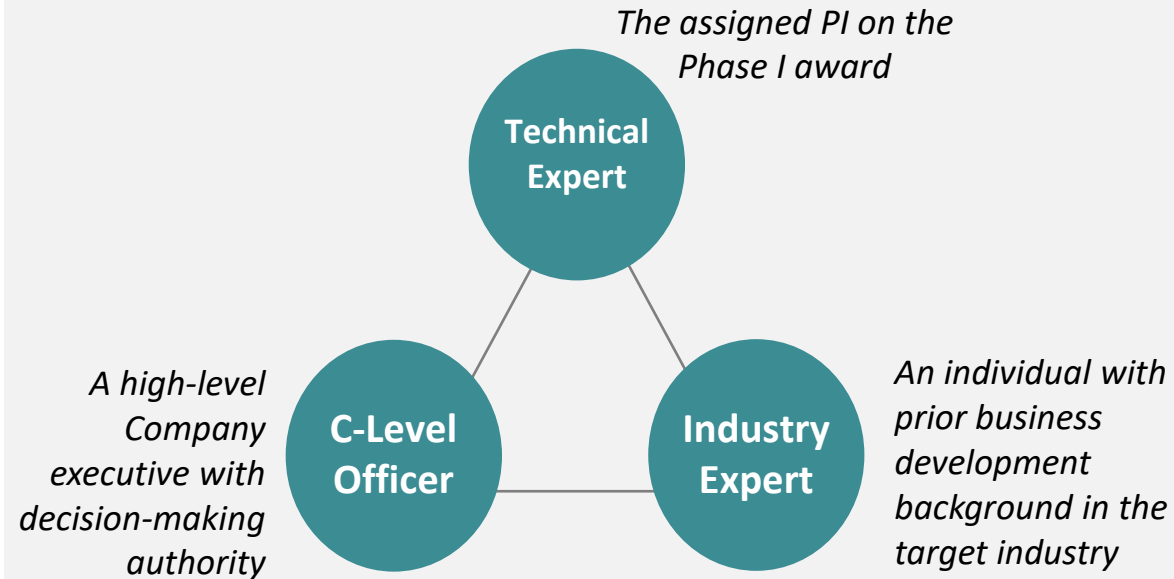 The assigned PI on the
Phase I award
Technical
Expert
A high-level
Company
executive with
decision-making
authority
C-Level
Officer
Industry
Expert
An individual with
prior business
development
background in the
target industry